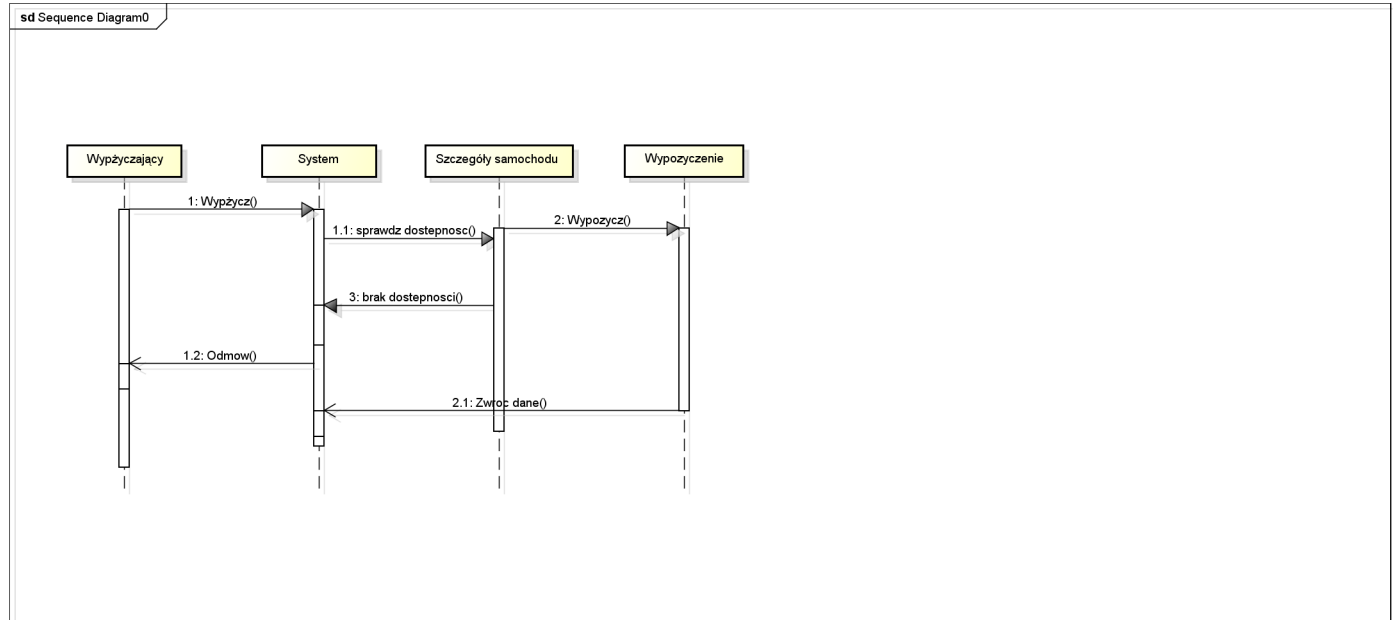 sd Sequence Diagram0
Wypżyczający
System
Szczegóły samochodu
Wypozyczenie
1: Wypżycz()
1.1: sprawdz dostepnosc()
2: Wypozycz()
3: brak dostepnosci()
1.2: Odmow()
2.1: Zwroc dane()